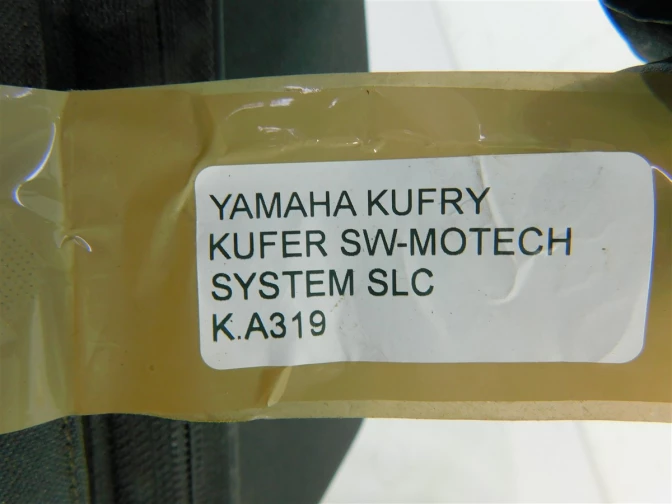 YAMAHA KUFRY
KUFER SW-MOTECH
SYSTEM SLC
K.A319